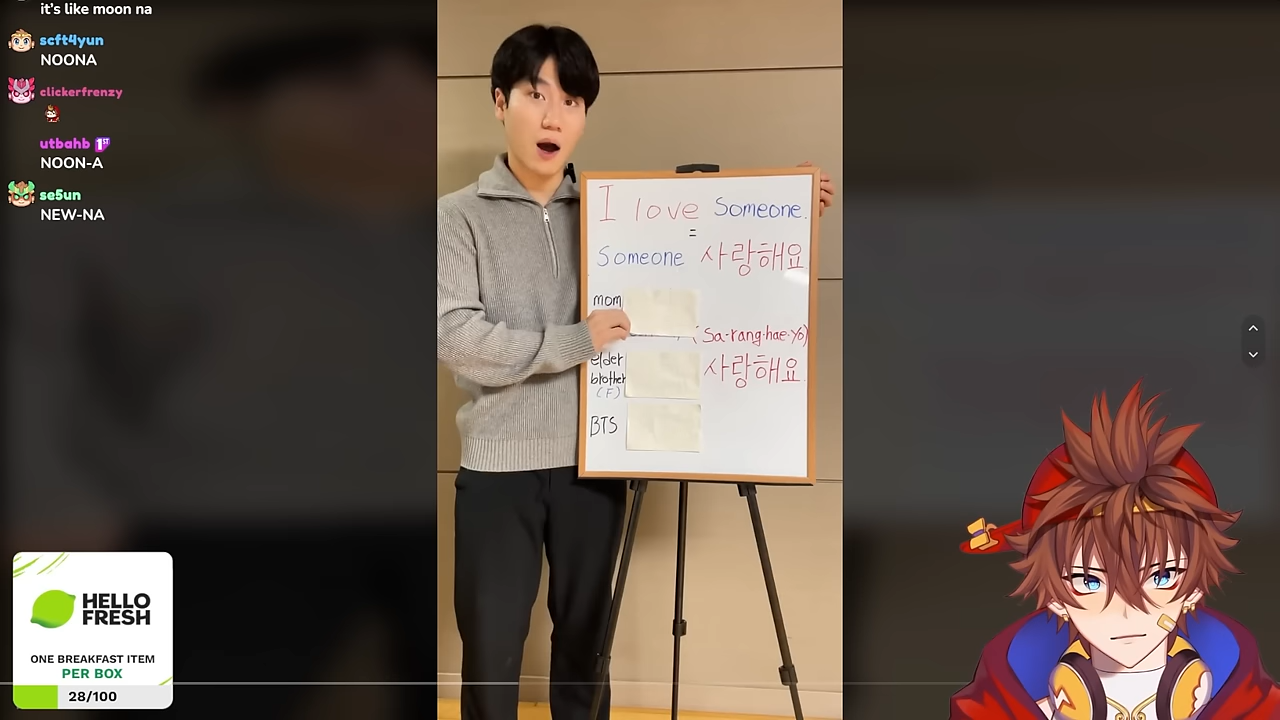 it's like moon na
scft4yun
NOONA
clickerfrenzy
utbahb 1ST
NOON-A
se5un
NEW-NA
I love Someone.
=
Someone 사랑해요
mom
(Sa-rang-hae-yo)
elder
brother
(F)
사랑해요.
BTS
HELLO
FRESH
ONE BREAKFAST ITEM
PER BOX
28/100